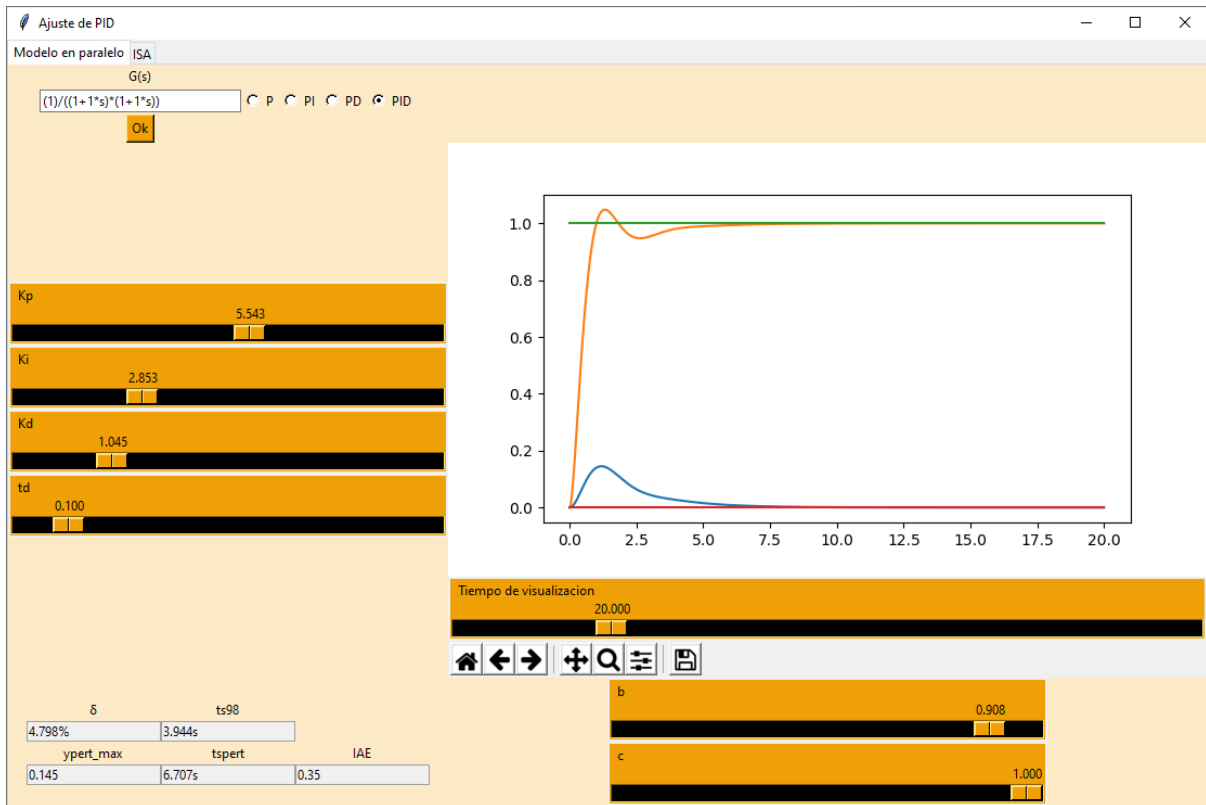 Ajuste de PID
Modelo en paralelo ISA
G(s)
(1)/((1+1*s)*(1+1*s)) P PI PD PID
Ok
1.0
0.8
0.6
0.4
0.2
0.0
0.0 2.5 5.0 7.5 10.0 12.5 15.0 17.5 20.0
Kp
5.543
Ki
2.853
Kd
1.045
td
0.100
Tiempo de visualizacion
20.000
b
0.908
c
1.000
δ ts98
4.798% 3.944s
ypert_max tspert IAE
0.145 6.707s 0.35